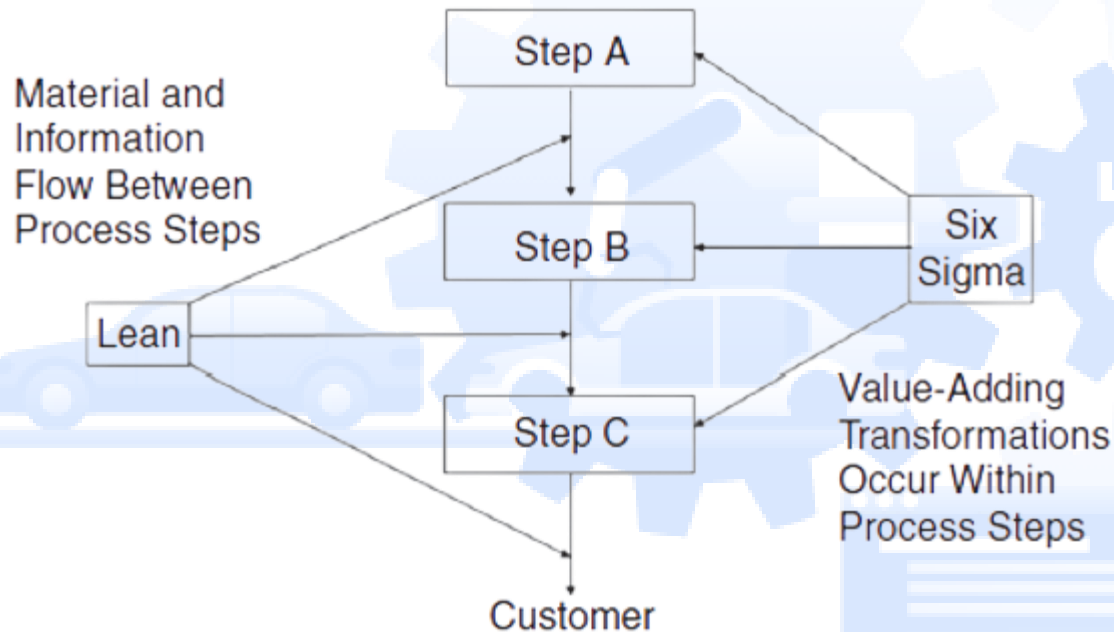 Step A
Material and
Information
Flow Between
Process Steps
Step B
Six
Sigma
Lean
Step C
Value-Adding
Transformations
Occur Within
Process Steps
Customer